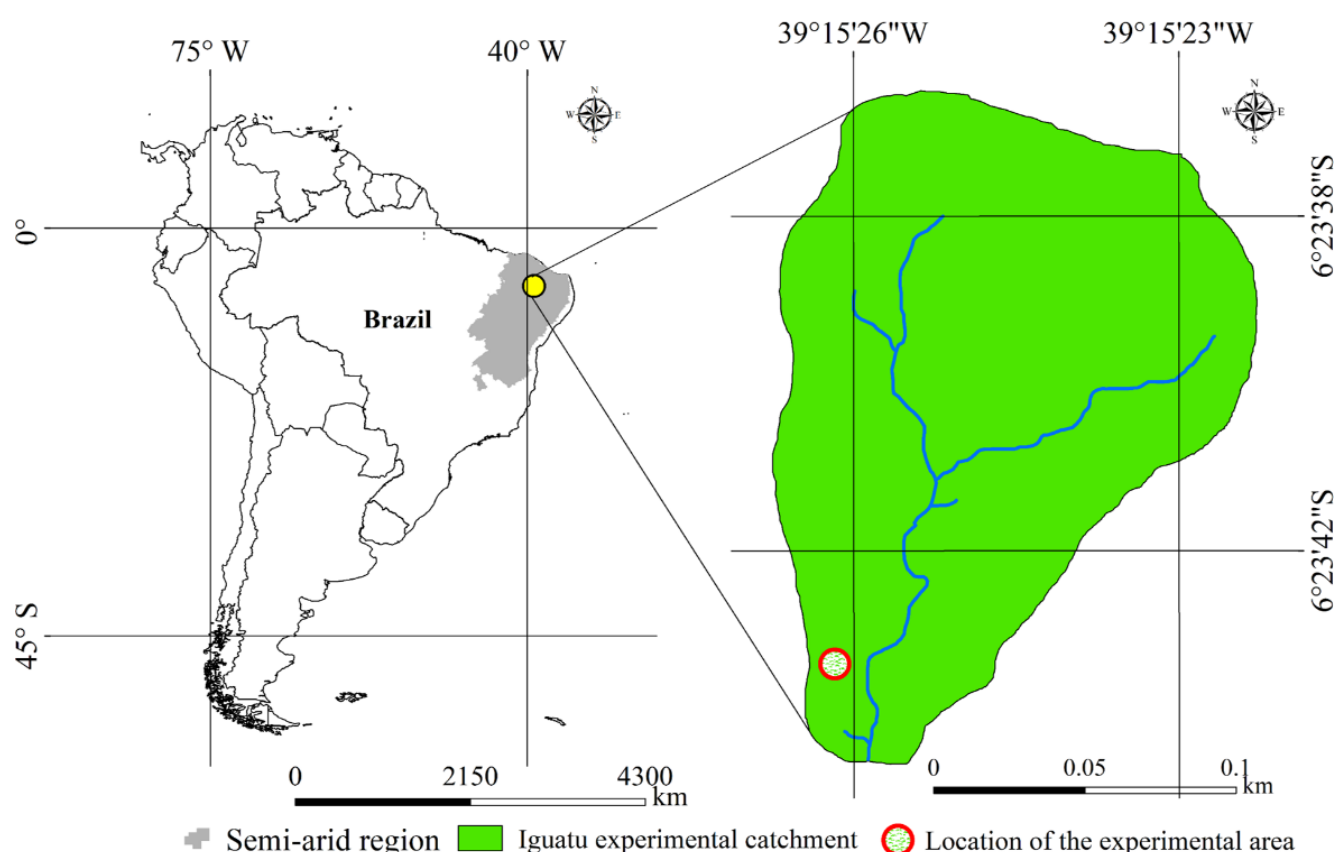 75° W
40° W
39°15'26"W
39°15'23"W
N
W
E
S
N
W
E
S
0°
6°23'38"S
Brazil
6°23'42"S
45° S
0
2150
4300
km
0
0.05
0.1
km
Semi-arid region
Iguatu experimental catchment
Location of the experimental area